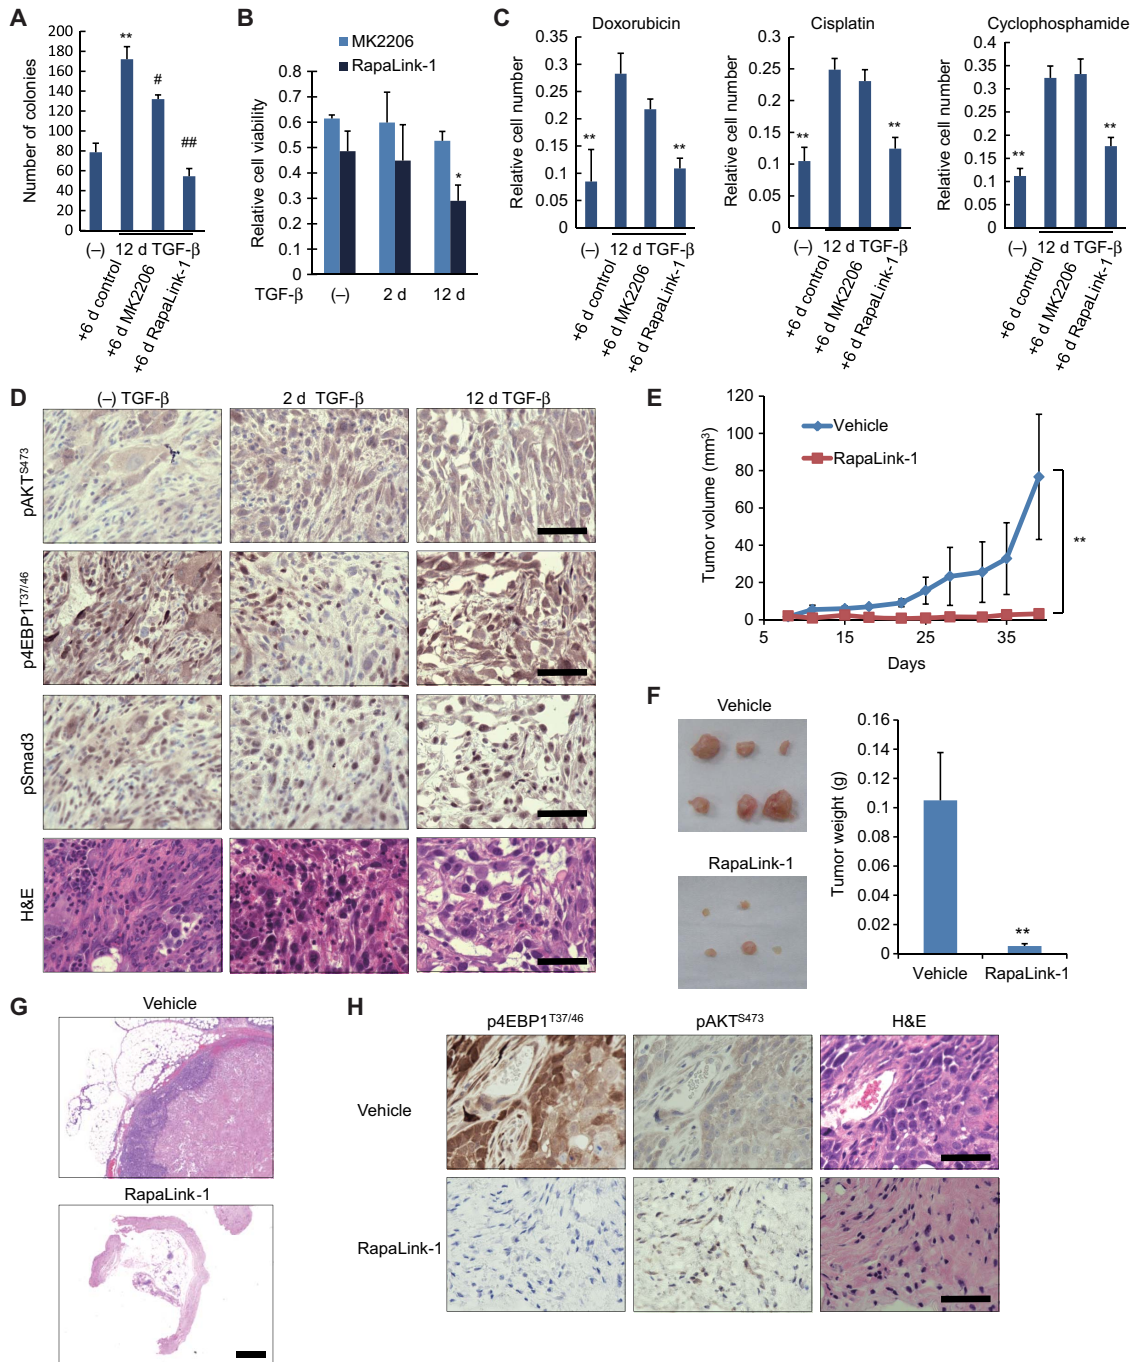 A
Number of colonies
200
180
160
140
120
100
80
60
40
20
0
**
#
##
(–)
12 d TGF-β
+6 d control
+6 d MK2206
+6 d RapaLink-1
B
MK2206
RapaLink-1
Relative cell viability
0.8
0.7
0.6
0.5
0.4
0.3
0.2
0.1
0
*
TGF-β
(–)
2 d
12 d
C
Doxorubicin
Relative cell number
0.35
0.3
0.25
0.2
0.15
0.1
0.05
0
**
**
(–)
12 d TGF-β
+6 d control
+6 d MK2206
+6 d RapaLink-1
Cisplatin
Relative cell number
0.3
0.25
0.2
0.15
0.1
0.05
0
**
**
(–)
12 d TGF-β
+6 d control
+6 d MK2206
+6 d RapaLink-1
Cyclophosphamide
Relative cell number
0.4
0.35
0.3
0.25
0.2
0.15
0.1
0.05
0
**
**
(–)
12 d TGF-β
+6 d control
+6 d MK2206
+6 d RapaLink-1
D
(–) TGF-β
2 d TGF-β
12 d TGF-β
pAKTS473
p4EBP1T37/46
pSmad3
H&E
E
Tumor volume (mm³)
120
100
80
60
40
20
0
Vehicle
RapaLink-1
**
5
15
25
35
Days
F
Vehicle
RapaLink-1
Tumor weight (g)
0.16
0.14
0.12
0.1
0.08
0.06
0.04
0.02
0
**
Vehicle
RapaLink-1
G
Vehicle
RapaLink-1
H
p4EBP1T37/46
pAKTS473
H&E
Vehicle
RapaLink-1